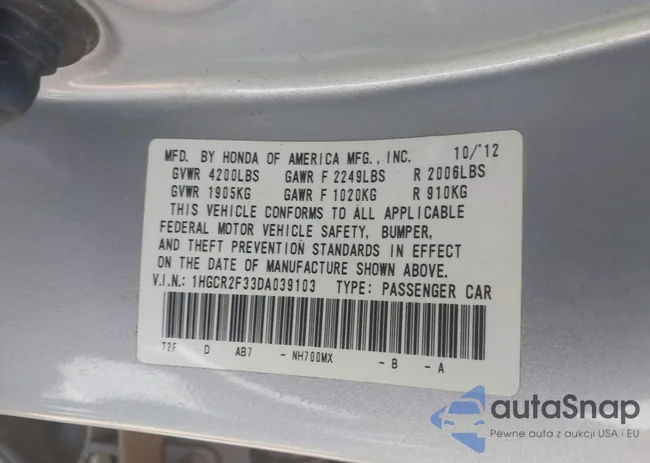 MFD. BY HONDA OF AMERICA MFG., INC. 10/'12
GVWR 4200LBS GAWR F 2249LBS R 2006LBS
GVWR 1905KG GAWR F 1020KG R 910KG
THIS VEHICLE CONFORMS TO ALL APPLICABLE
FEDERAL MOTOR VEHICLE SAFETY, BUMPER,
AND THEFT PREVENTION STANDARDS IN EFFECT
ON THE DATE OF MANUFACTURE SHOWN ABOVE.
V.I.N.: 1HGCR2F33DA039103 TYPE: PASSENGER CAR
T2F D AB7 - NH700MX - B - A
autaSnap
Pewne auta z aukcji USA i EU